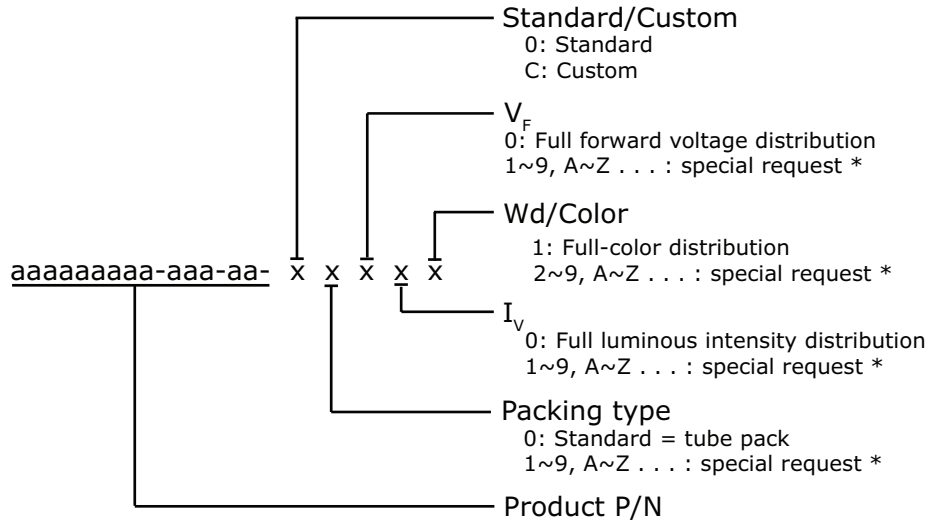 Standard/Custom
0: Standard
C: Custom
VF
0: Full forward voltage distribution
1~9, A~Z . . . : special request *
Wd/Color
1: Full-color distribution
2~9, A~Z . . . : special request *
aaaaaaaaa-aaa-aa- x x x x x
IV
0: Full luminous intensity distribution
1~9, A~Z . . . : special request *
Packing type
0: Standard = tube pack
1~9, A~Z . . . : special request *
Product P/N